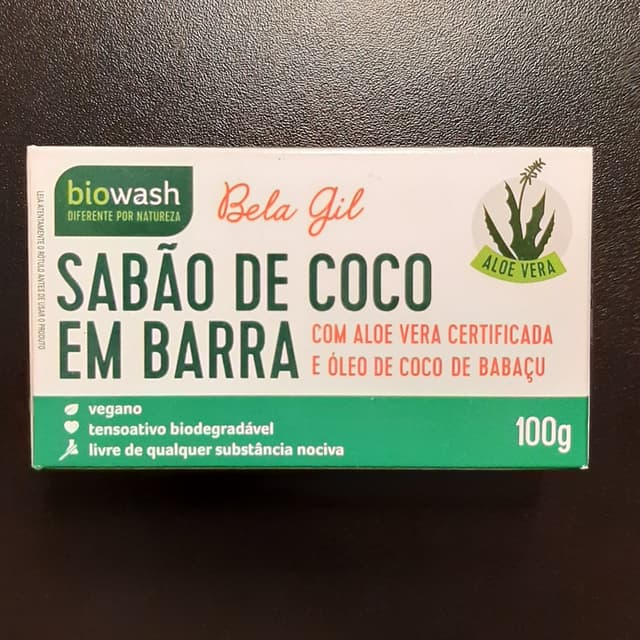 biowash
DIFERENTE POR NATUREZA
Bela Gil
ALOE VERA
LEIA ATENTAMENTE O RÓTULO ANTES DE USAR O PRODUTO
SABÃO DE COCO
EM BARRA
COM ALOE VERA CERTIFICADA
E ÓLEO DE COCO DE BABAÇU
vegano
tensoativo biodegradável
livre de qualquer substância nociva
100g